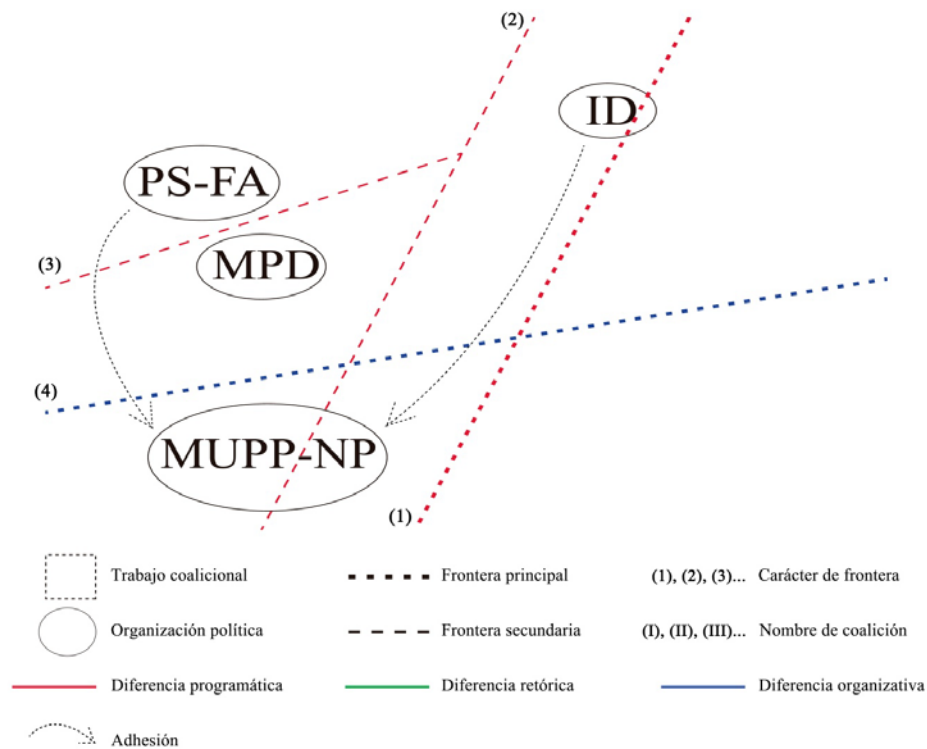 (2)
ID
PS-FA
MPD
(3)
(4)
MUPP-NP
(1)
Trabajo coalicional
Frontera principal
(1), (2), (3)... Carácter de frontera
Organización política
Frontera secundaria
(I), (II), (III)... Nombre de coalición
Diferencia programática
Diferencia retórica
Diferencia organizativa
Adhesión